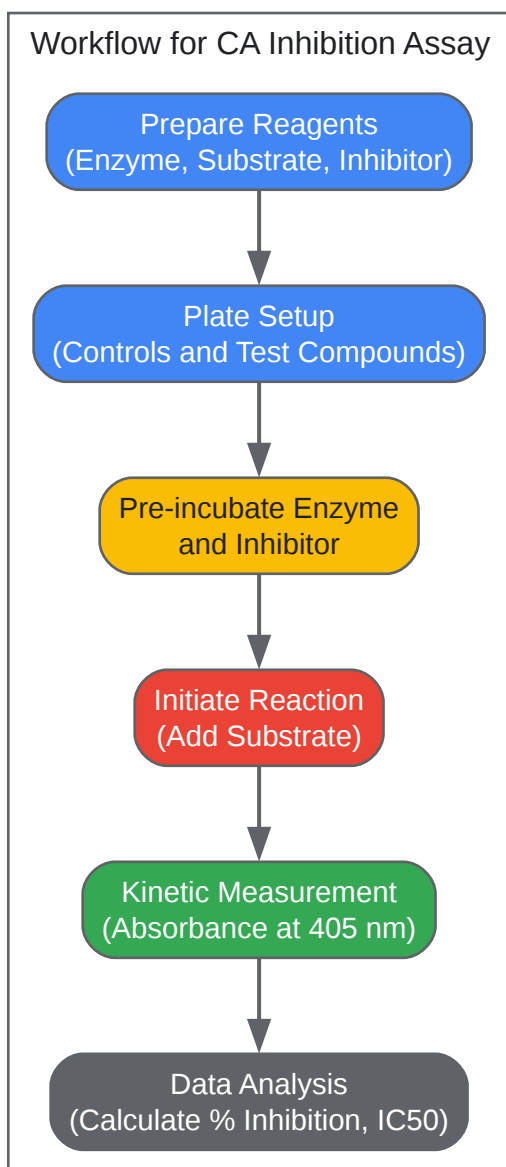 Workflow for CA Inhibition Assay
Prepare Reagents
(Enzyme, Substrate, Inhibitor)
Plate Setup
(Controls and Test Compounds)
Pre-incubate Enzyme
and Inhibitor
Initiate Reaction
(Add Substrate)
Kinetic Measurement
(Absorbance at 405 nm)
Data Analysis
(Calculate % Inhibition, IC50)